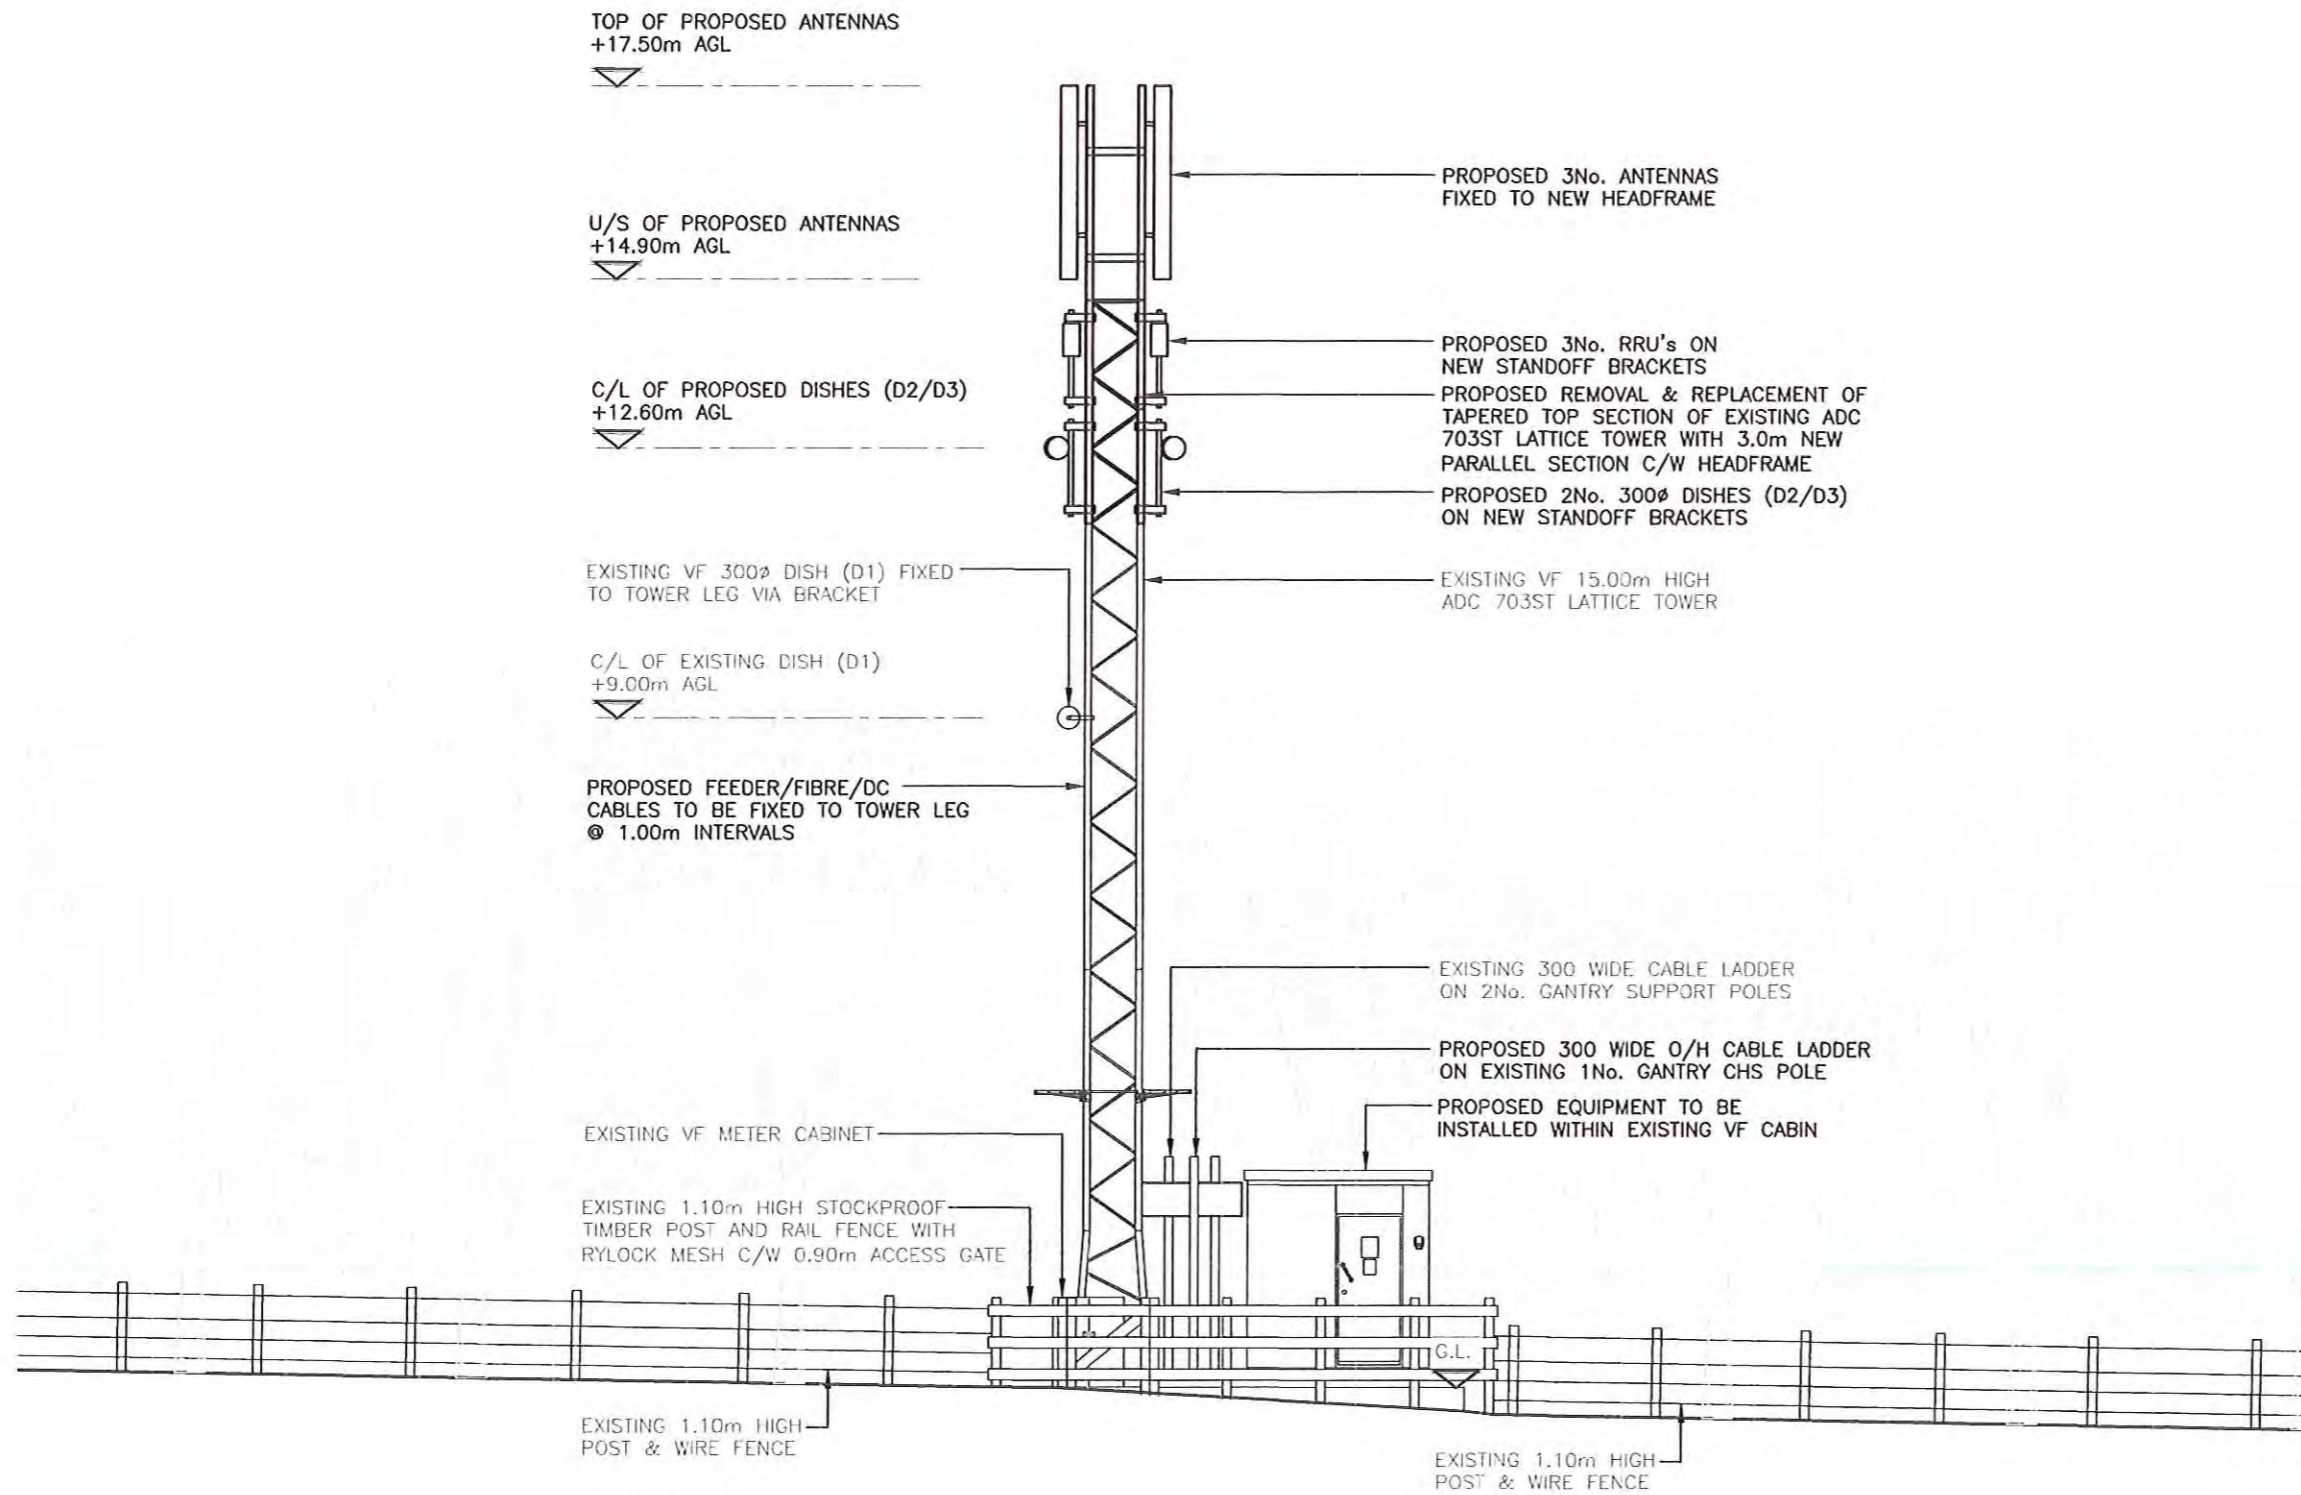 TOP OF PROPOSED ANTENNAS
+17.50m AGL
U/S OF PROPOSED ANTENNAS
+14.90m AGL
C/L OF PROPOSED DISHES (D2/D3)
+12.60m AGL
EXISTING VF 300ø DISH (D1) FIXED
TO TOWER LEG VIA BRACKET
C/L OF EXISTING DISH (D1)
+9.00m AGL
PROPOSED FEEDER/FIBRE/DC
CABLES TO BE FIXED TO TOWER LEG
@ 1.00m INTERVALS
EXISTING VF METER CABINET
EXISTING 1.10m HIGH STOCKPROOF
TIMBER POST AND RAIL FENCE WITH
RYLOCK MESH C/W 0.90m ACCESS GATE
EXISTING 1.10m HIGH
POST & WIRE FENCE
PROPOSED 3No. ANTENNAS
FIXED TO NEW HEADFRAME
PROPOSED 3No. RRU's ON
NEW STANDOFF BRACKETS
PROPOSED REMOVAL & REPLACEMENT OF
TAPERED TOP SECTION OF EXISTING ADC
703ST LATTICE TOWER WITH 3.0m NEW
PARALLEL SECTION C/W HEADFRAME
PROPOSED 2No. 300ø DISHES (D2/D3)
ON NEW STANDOFF BRACKETS
EXISTING VF 15.00m HIGH
ADC 703ST LATTICE TOWER
EXISTING 300 WIDE CABLE LADDER
ON 2No. GANTRY SUPPORT POLES
PROPOSED 300 WIDE O/H CABLE LADDER
ON EXISTING 1No. GANTRY CHS POLE
PROPOSED EQUIPMENT TO BE
INSTALLED WITHIN EXISTING VF CABIN
G.L.
EXISTING 1.10m HIGH
POST & WIRE FENCE